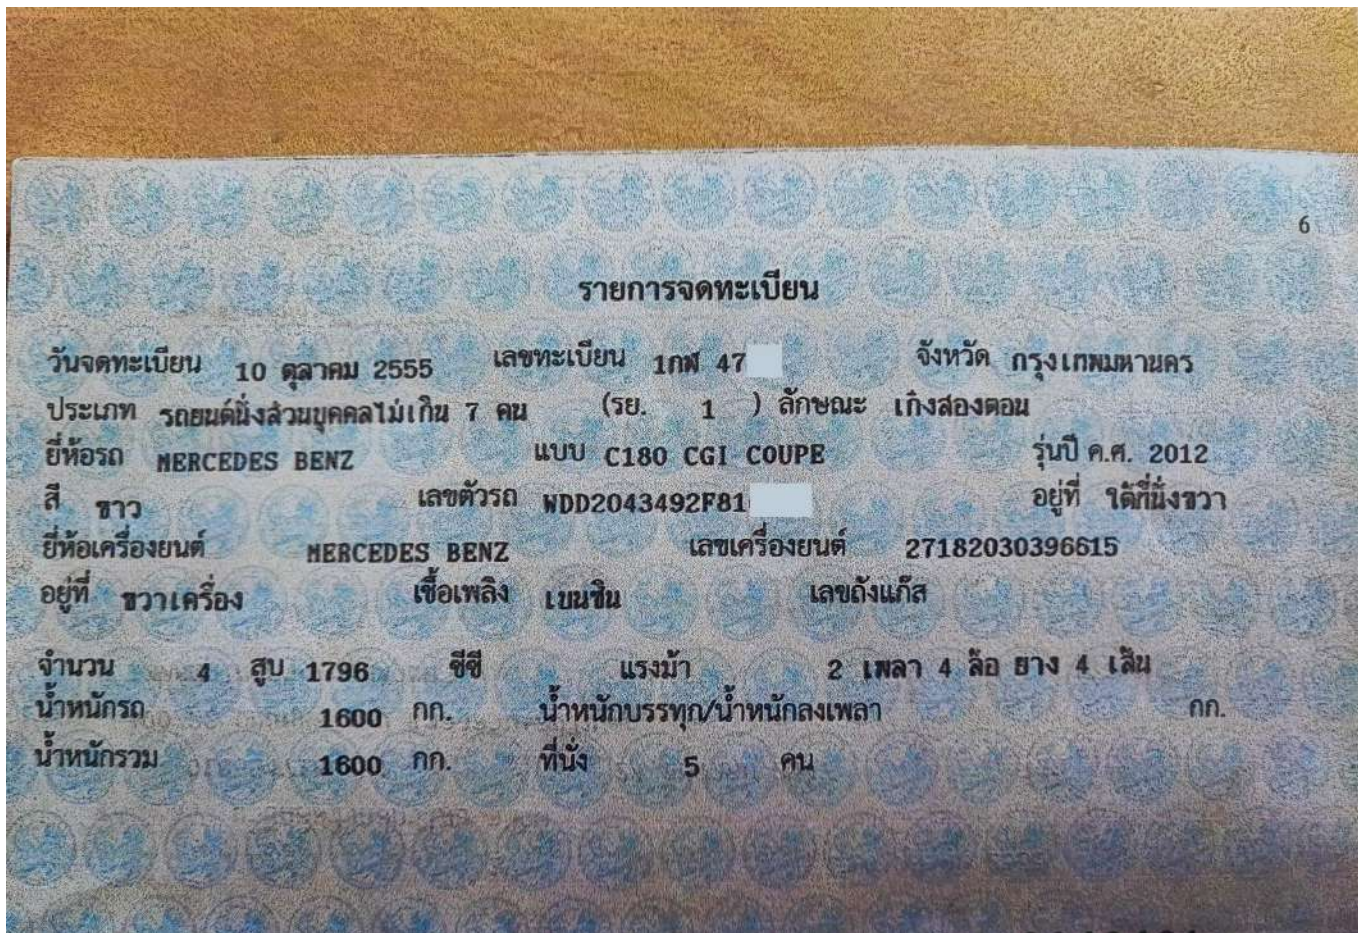 6
รายการจดทะเบียน
วันจดทะเบียน 10 ตุลาคม 2555 เลขทะเบียน 1กฬ 47 จังหวัด กรุงเทพมหานคร
ประเภท รถยนต์นั่งส่วนบุคคลไม่เกิน 7 คน (รย. 1 ) ลักษณะ เก๋งสองตอน
ยี่ห้อรถ MERCEDES BENZ แบบ C180 CGI COUPE รุ่นปี ค.ศ. 2012
สี ขาว เลขตัวรถ WDD2043492F81 อยู่ที่ ใต้ที่นั่งขวา
ยี่ห้อเครื่องยนต์ MERCEDES BENZ เลขเครื่องยนต์ 27182030396615
อยู่ที่ ขวาเครื่อง เชื้อเพลิง เบนซิน เลขถังแก๊ส
จำนวน 4 สูบ 1796 ซีซี แรงม้า 2 เพลา 4 ล้อ ยาง 4 เส้น
น้ำหนักรถ 1600 กก. น้ำหนักบรรทุก/น้ำหนักลงเพลา กก.
น้ำหนักรวม 1600 กก. ที่นั่ง 5 คน